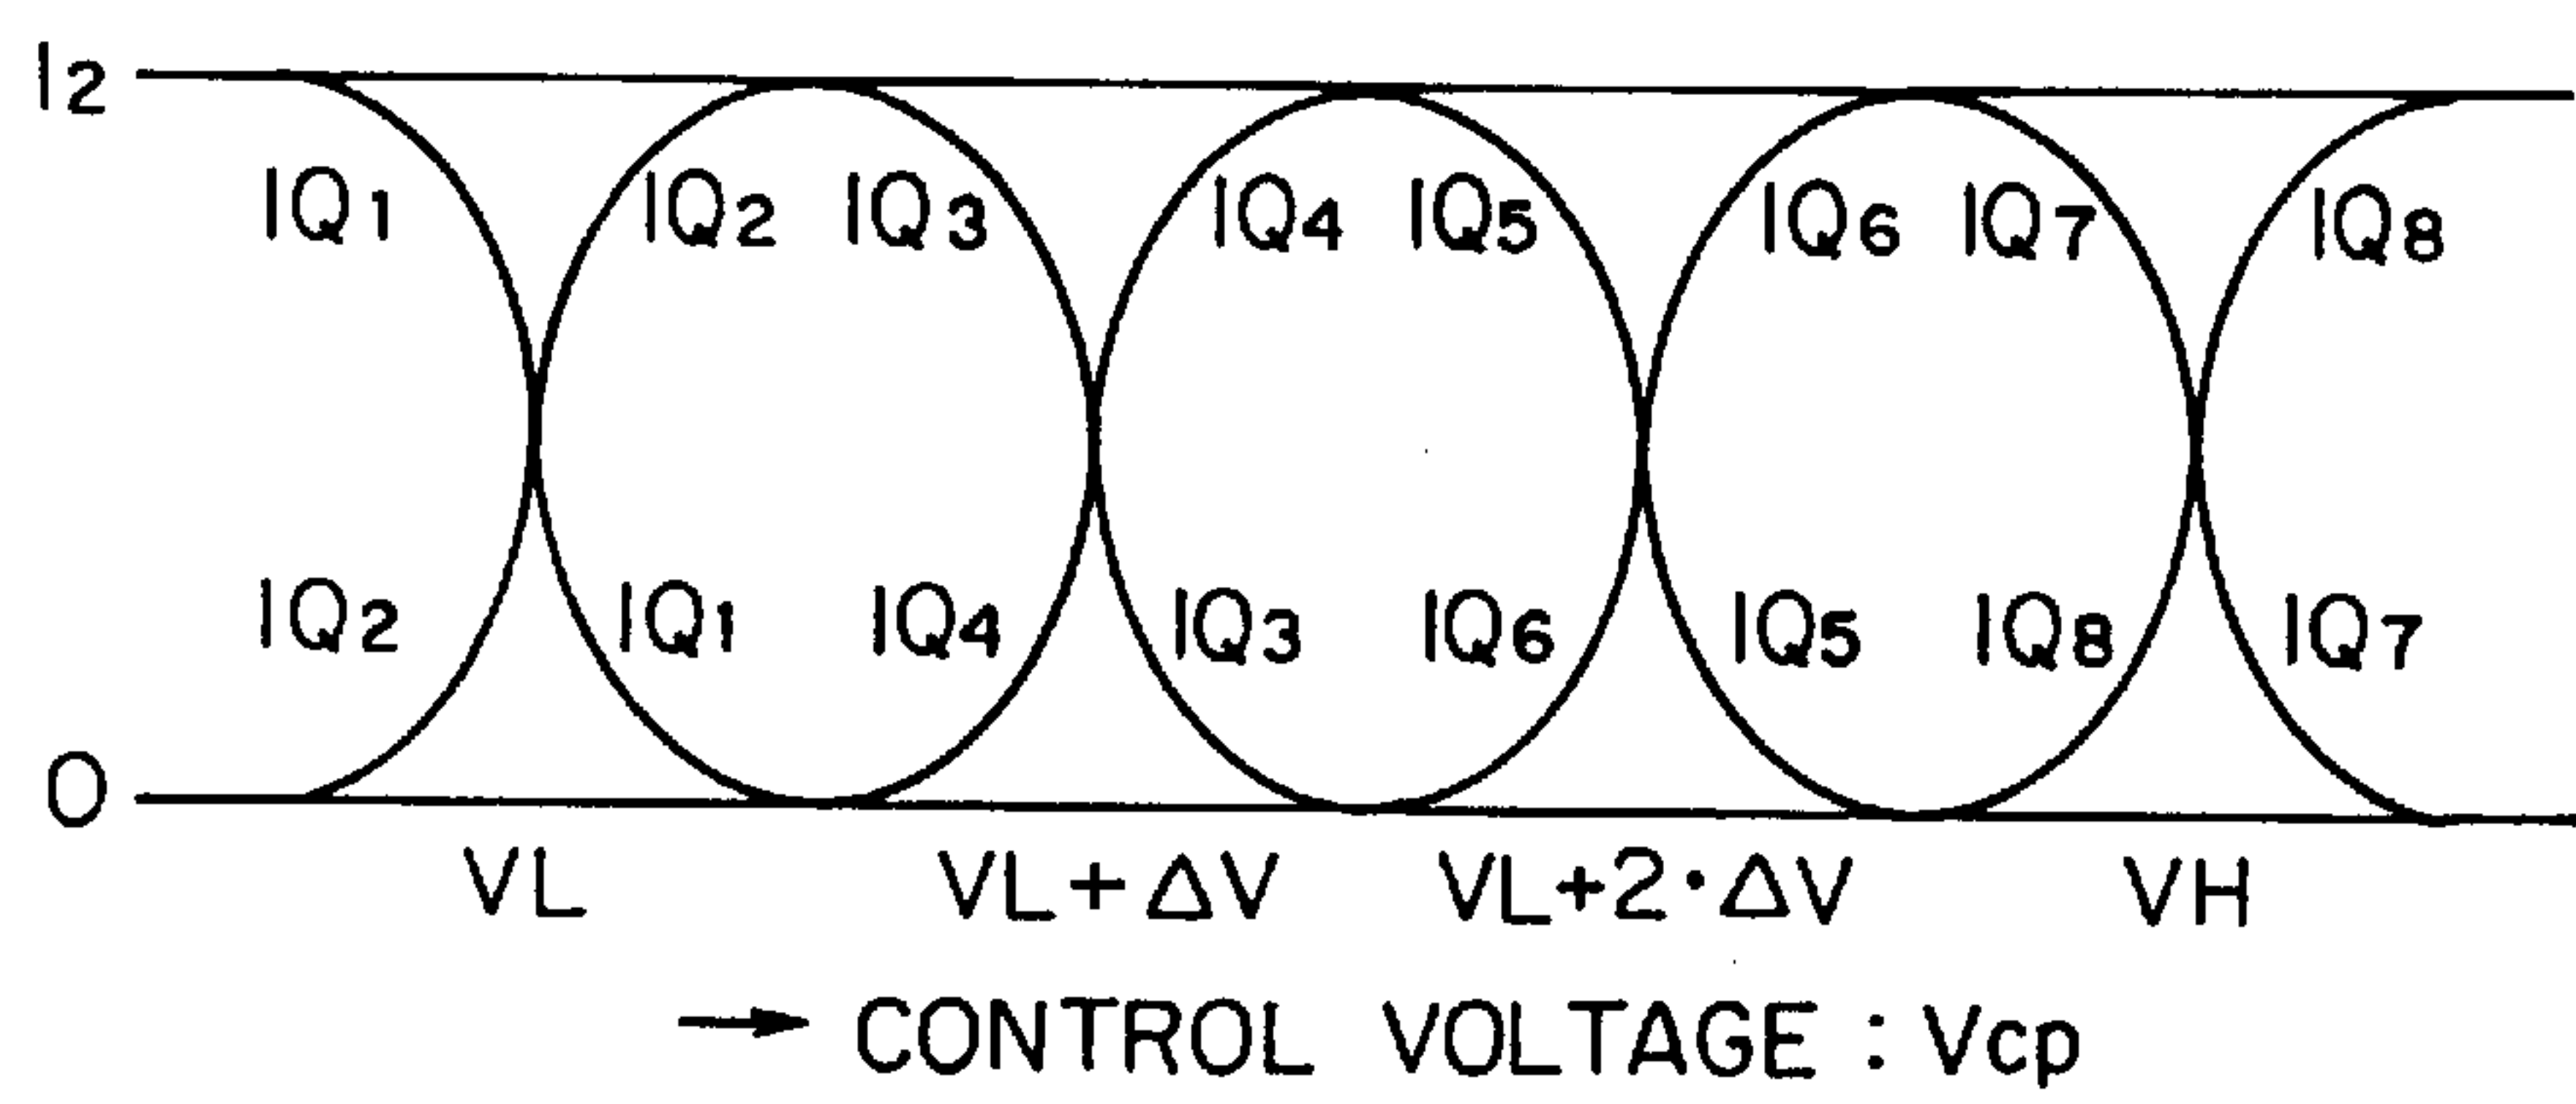 I2
IQ1 IQ2 IQ3 IQ4 IQ5 IQ6 IQ7 IQ8
IQ2 IQ1 IQ4 IQ3 IQ6 IQ5 IQ8 IQ7
0
VL VL+ΔV VL+2·ΔV VH
→ CONTROL VOLTAGE : Vcp